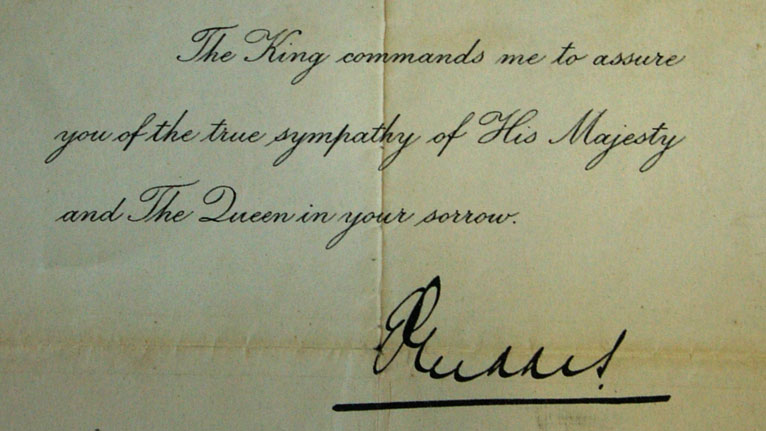 The King commands me to assure
you of the true sympathy of His Majesty
and The Queen in your sorrow.